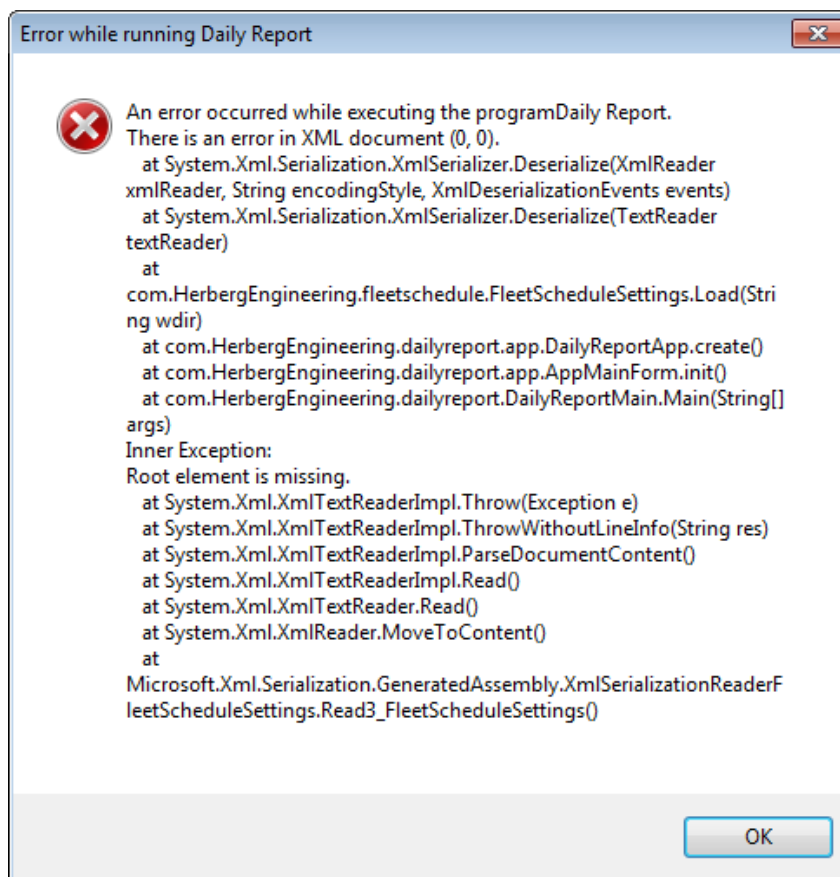 Error while running Daily Report
An error occurred while executing the programDaily Report.
There is an error in XML document (0, 0).
at System.Xml.Serialization.XmlSerializer.Deserialize(XmlReader
xmlReader, String encodingStyle, XmlDeserializationEvents events)
at System.Xml.Serialization.XmlSerializer.Deserialize(TextReader
textReader)
at
com.HerbergEngineering.fleetschedule.FleetScheduleSettings.Load(Stri
ng wdir)
at com.HerbergEngineering.dailyreport.app.DailyReportApp.create()
at com.HerbergEngineering.dailyreport.app.AppMainForm.init()
at com.HerbergEngineering.dailyreport.DailyReportMain.Main(String[]
args)
Inner Exception:
Root element is missing.
at System.Xml.XmlTextReaderImpl.Throw(Exception e)
at System.Xml.XmlTextReaderImpl.ThrowWithoutLineInfo(String res)
at System.Xml.XmlTextReaderImpl.ParseDocumentContent()
at System.Xml.XmlTextReaderImpl.Read()
at System.Xml.XmlTextReader.Read()
at System.Xml.XmlReader.MoveToContent()
at
Microsoft.Xml.Serialization.GeneratedAssembly.XmlSerializationReaderF
leetScheduleSettings.Read3_FleetScheduleSettings()
OK